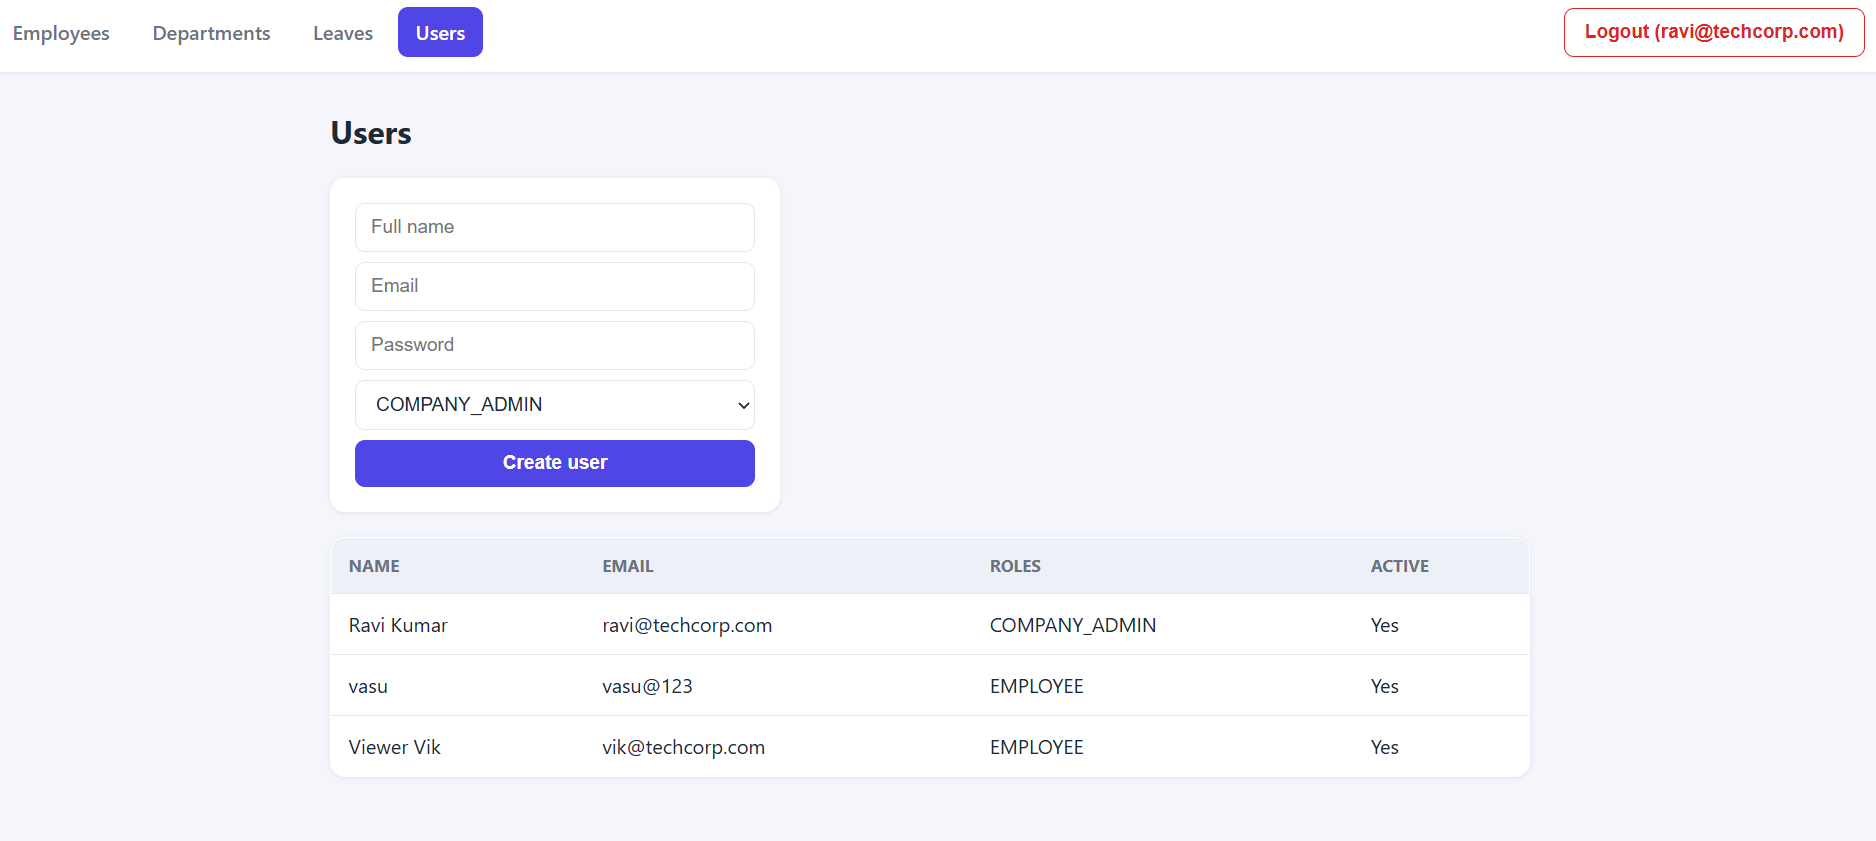 Employees Departments Leaves Users Logout (ravi@techcorp.com)
Users
Full name
Email
Password
COMPANY_ADMIN
Create user
NAME EMAIL ROLES ACTIVE
Ravi Kumar ravi@techcorp.com COMPANY_ADMIN Yes
vasu vasu@123 EMPLOYEE Yes
Viewer Vik vik@techcorp.com EMPLOYEE Yes